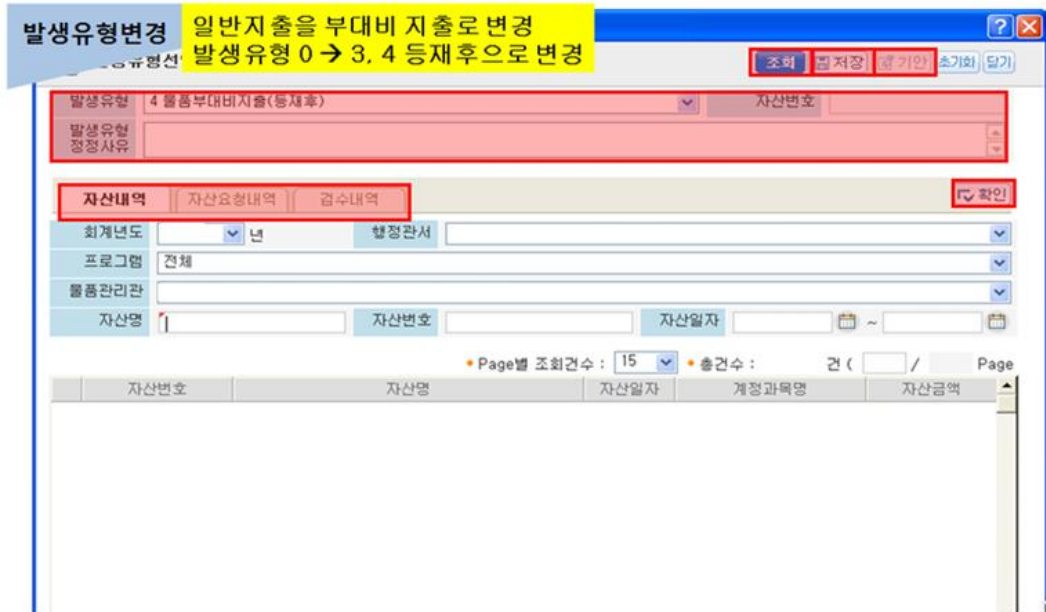 발생유형변경
일반지출을 부대비 지출로 변경
발생유형 0 → 3, 4 등재후으로 변경
조회 저장 기안 초기화 닫기
발생유형 4 물품부대비지출(등재후) 자산번호
발생유형
정정사유
자산내역 자산요청내역 검수내역 확인
회계년도 년 행정관서
프로그램 전체
물품관리관
자산명 자산번호 자산일자 ~
• Page별 조회건수 : 15 • 총건수 : 건 ( / Page
자산번호 자산명 자산일자 계정과목명 자산금액